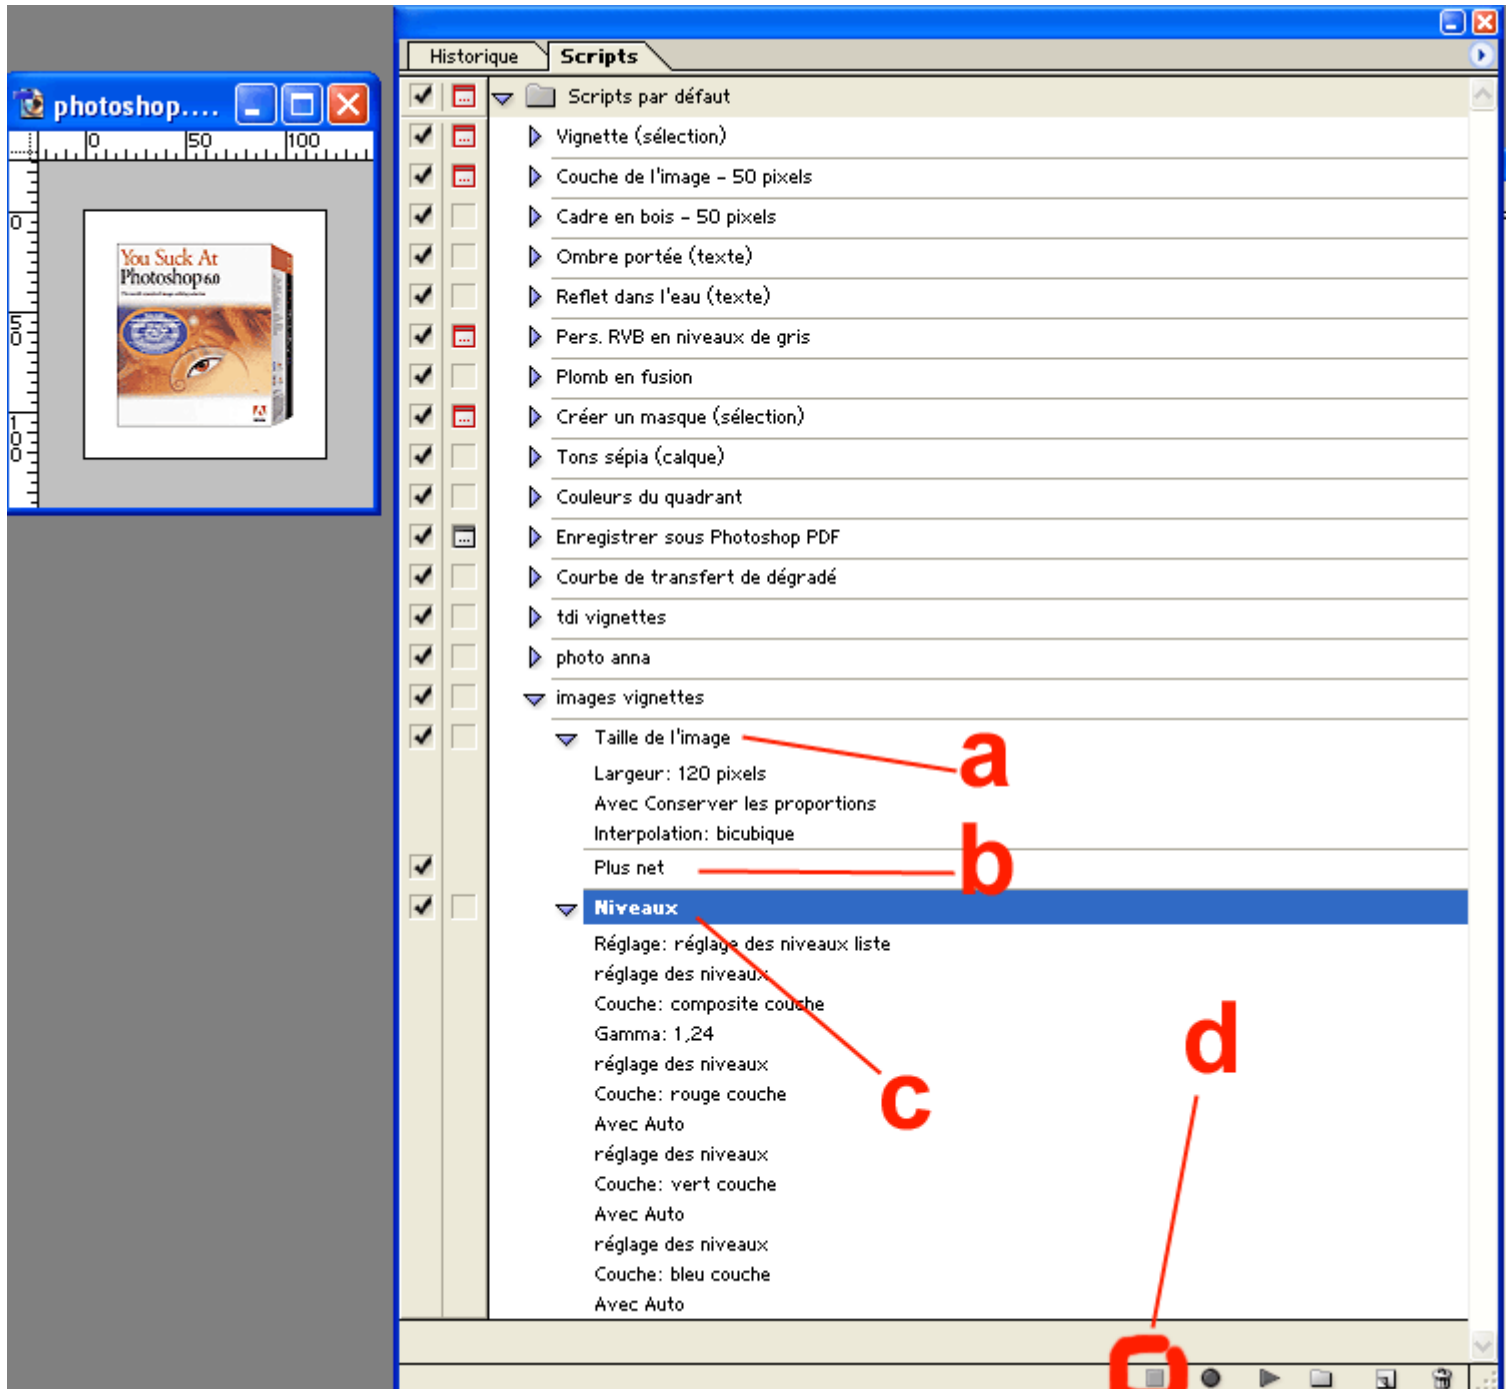 photoshop....
0 50 100
0
50
100
You Suck At
Photoshop 6.0
Historique Scripts
Scripts par défaut
Vignette (sélection)
Couche de l'image - 50 pixels
Cadre en bois - 50 pixels
Ombre portée (texte)
Reflet dans l'eau (texte)
Pers. RVB en niveaux de gris
Plomb en fusion
Créer un masque (sélection)
Tons sépia (calque)
Couleurs du quadrant
Enregistrer sous Photoshop PDF
Courbe de transfert de dégradé
tdi vignettes
photo anna
images vignettes
Taille de l'image
a
Largeur: 120 pixels
Avec Conserver les proportions
Interpolation: bicubique
Plus net
b
Niveaux
Réglage: réglage des niveaux liste
réglage des niveaux
Couche: composite couche
Gamma: 1,24
d
réglage des niveaux
Couche: rouge couche
c
Avec Auto
réglage des niveaux
Couche: vert couche
Avec Auto
réglage des niveaux
Couche: bleu couche
Avec Auto